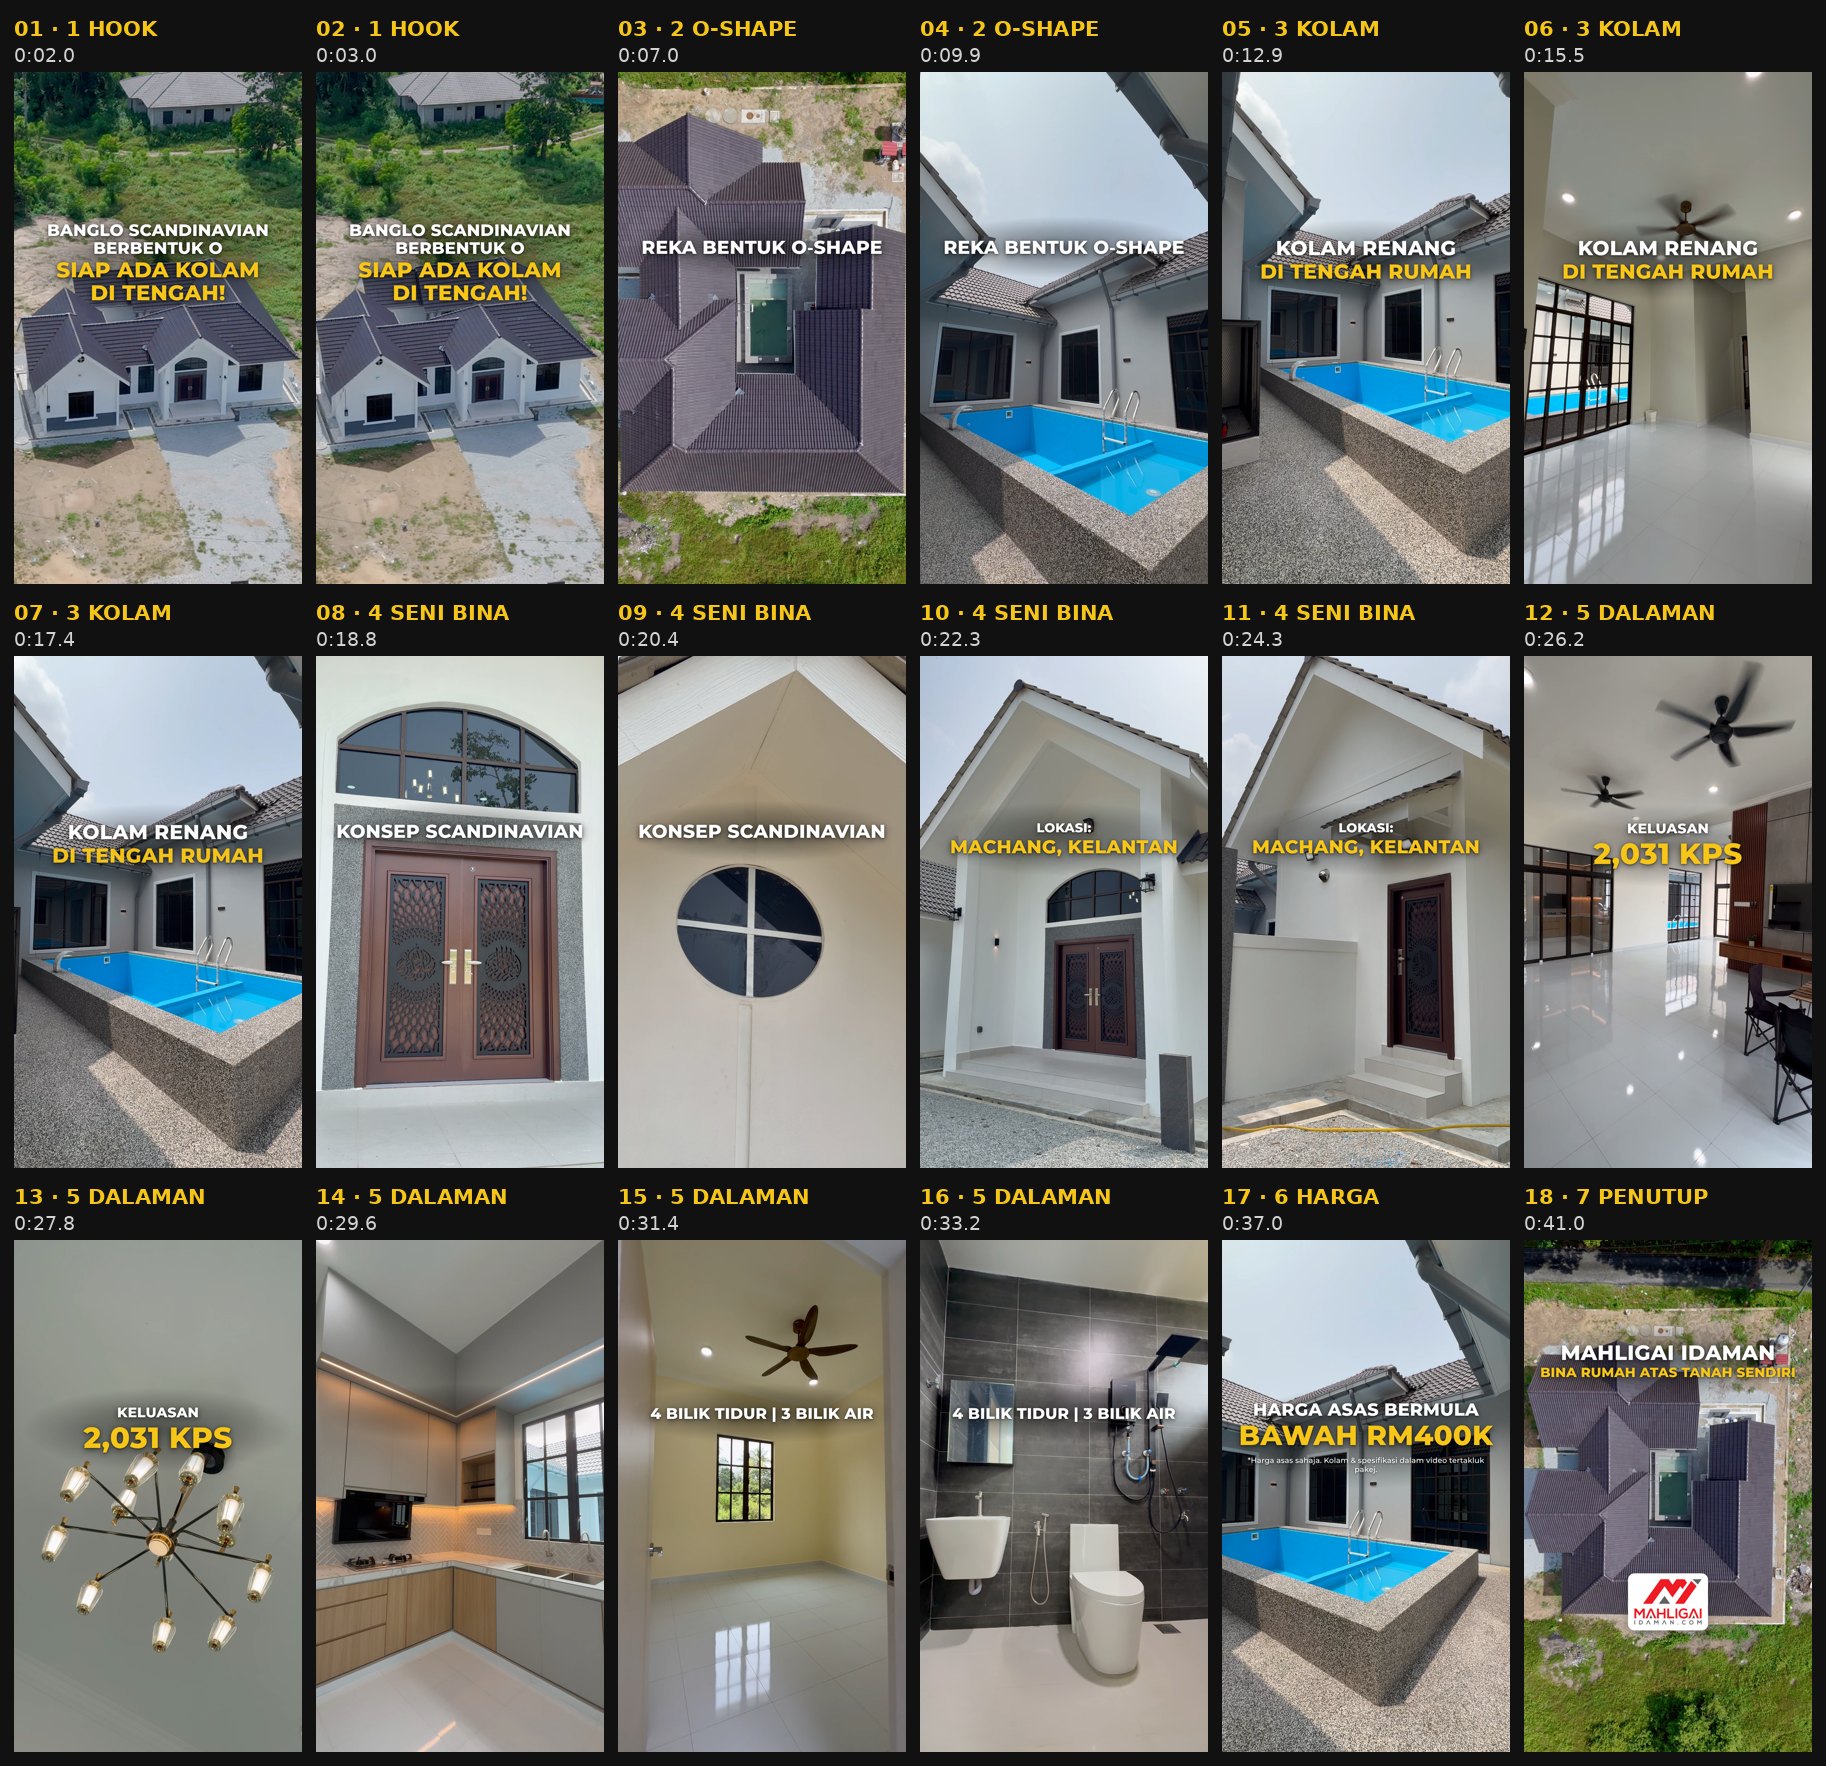 01 · 1 HOOK
0:02.0
BANGLO SCANDINAVIAN
BERBENTUK O
SIAP ADA KOLAM
DI TENGAH!
02 · 1 HOOK
0:03.0
BANGLO SCANDINAVIAN
BERBENTUK O
SIAP ADA KOLAM
DI TENGAH!
03 · 2 O-SHAPE
0:07.0
REKA BENTUK O-SHAPE
04 · 2 O-SHAPE
0:09.9
REKA BENTUK O-SHAPE
05 · 3 KOLAM
0:12.9
KOLAM RENANG
DI TENGAH RUMAH
06 · 3 KOLAM
0:15.5
KOLAM RENANG
DI TENGAH RUMAH
07 · 3 KOLAM
0:17.4
KOLAM RENANG
DI TENGAH RUMAH
08 · 4 SENI BINA
0:18.8
KONSEP SCANDINAVIAN
09 · 4 SENI BINA
0:20.4
KONSEP SCANDINAVIAN
10 · 4 SENI BINA
0:22.3
LOKASI:
MACHANG, KELANTAN
11 · 4 SENI BINA
0:24.3
LOKASI:
MACHANG, KELANTAN
12 · 5 DALAMAN
0:26.2
KELUASAN
2,031 KPS
13 · 5 DALAMAN
0:27.8
KELUASAN
2,031 KPS
14 · 5 DALAMAN
0:29.6
15 · 5 DALAMAN
0:31.4
4 BILIK TIDUR | 3 BILIK AIR
16 · 5 DALAMAN
0:33.2
4 BILIK TIDUR | 3 BILIK AIR
17 · 6 HARGA
0:37.0
HARGA ASAS BERMULA
BAWAH RM400K
*Harga asas sahaja. Kolam & spesifikasi dalam video tertakluk
pakej.
18 · 7 PENUTUP
0:41.0
MAHLIGAI IDAMAN
BINA RUMAH ATAS TANAH SENDIRI
MAHLIGAI
IDAMAN.COM